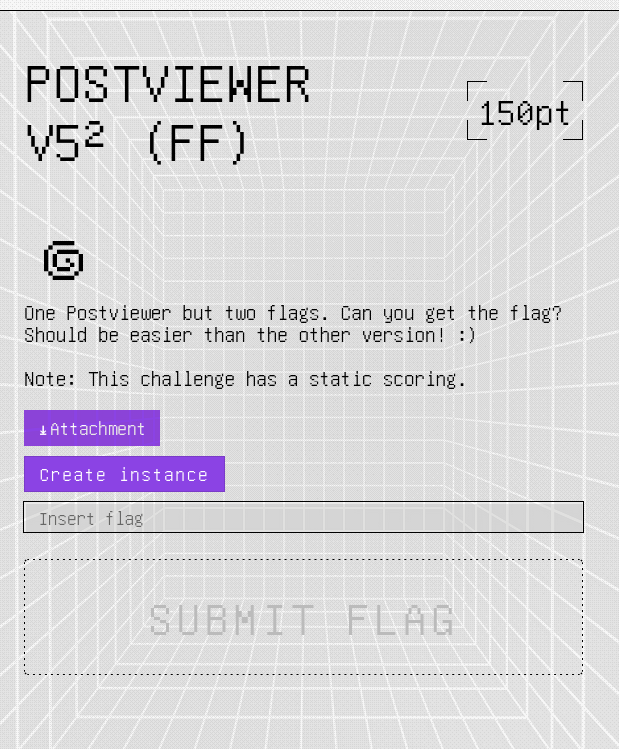 POSTVIEWER
V5² (FF)
150pt
One Postviewer but two flags. Can you get the flag?
Should be easier than the other version! :)
Note: This challenge has a static scoring.
Attachment
Create instance
Insert flag
SUBMIT FLAG